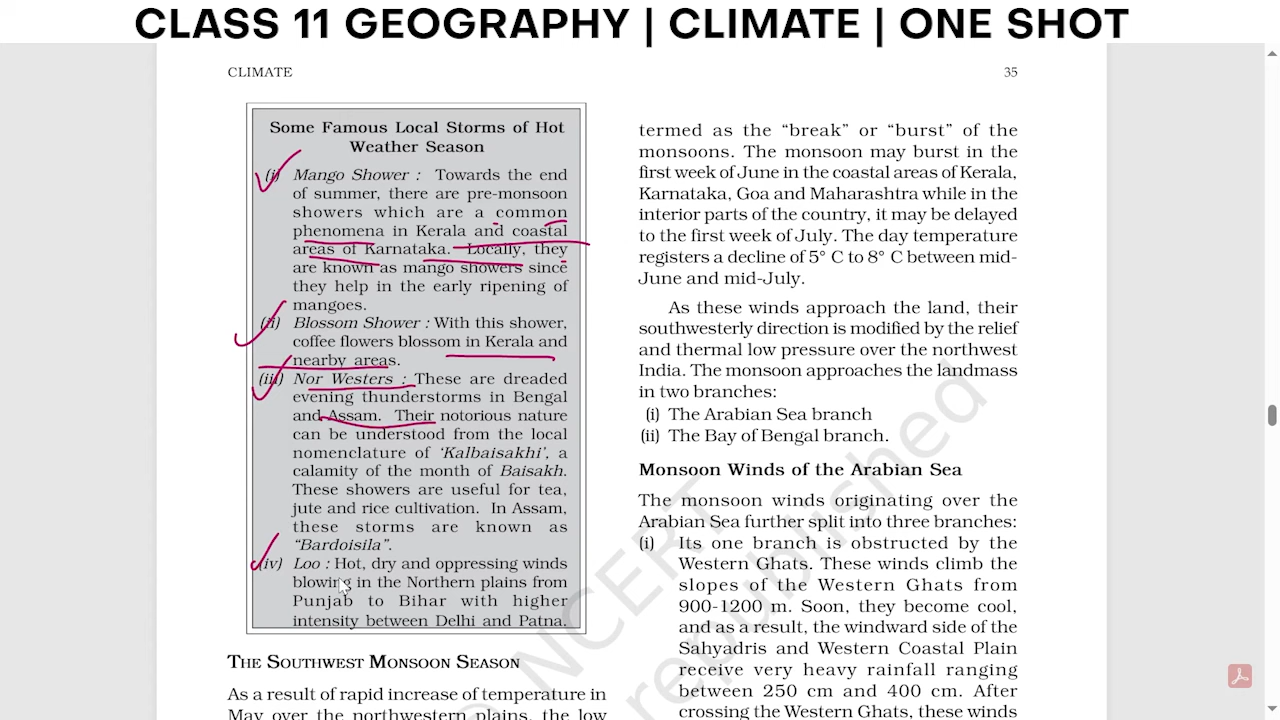 CLASS 11 GEOGRAPHY | CLIMATE | ONE SHOT
CLIMATE
35
Some Famous Local Storms of Hot
Weather Season
(i) Mango Shower : Towards the end
of summer, there are pre-monsoon
showers which are a common
phenomena in Kerala and coastal
areas of Karnataka. Locally, they
are known as mango showers since
they help in the early ripening of
mangoes.
(ii) Blossom Shower : With this shower,
coffee flowers blossom in Kerala and
nearby areas.
(iii) Nor Westers : These are dreaded
evening thunderstorms in Bengal
and Assam. Their notorious nature
can be understood from the local
nomenclature of ‘Kalbaisakhi’, a
calamity of the month of Baisakh.
These showers are useful for tea,
jute and rice cultivation. In Assam,
these storms are known as
“Bardoisila”.
(iv) Loo : Hot, dry and oppressing winds
blowing in the Northern plains from
Punjab to Bihar with higher
intensity between Delhi and Patna.
THE SOUTHWEST MONSOON SEASON
As a result of rapid increase of temperature in
May over the northwestern plains, the low
termed as the “break” or “burst” of the
monsoons. The monsoon may burst in the
first week of June in the coastal areas of Kerala,
Karnataka, Goa and Maharashtra while in the
interior parts of the country, it may be delayed
to the first week of July. The day temperature
registers a decline of 5° C to 8° C between mid-
June and mid-July.
As these winds approach the land, their
southwesterly direction is modified by the relief
and thermal low pressure over the northwest
India. The monsoon approaches the landmass
in two branches:
(i) The Arabian Sea branch
(ii) The Bay of Bengal branch.
Monsoon Winds of the Arabian Sea
The monsoon winds originating over the
Arabian Sea further split into three branches:
(i) Its one branch is obstructed by the
Western Ghats. These winds climb the
slopes of the Western Ghats from
900-1200 m. Soon, they become cool,
and as a result, the windward side of the
Sahyadris and Western Coastal Plain
receive very heavy rainfall ranging
between 250 cm and 400 cm. After
crossing the Western Ghats, these winds
NCERT
republished